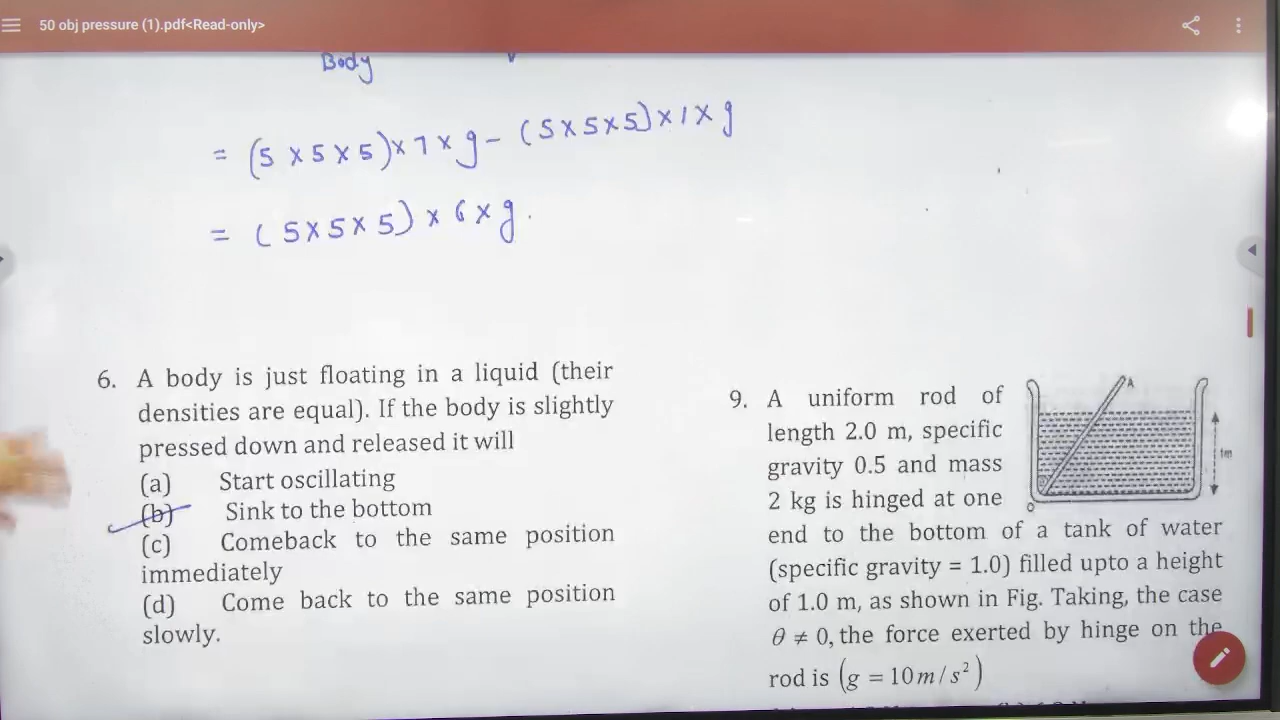 50 obj pressure (1).pdf<Read-only>
Body
= (5 × 5 × 5) × 7 × g - (5 × 5 × 5) × 1 × g
= (5 × 5 × 5) × 6 × g.
6. A body is just floating in a liquid (their
densities are equal). If the body is slightly
pressed down and released it will
(a) Start oscillating
(b) Sink to the bottom
(c) Comeback to the same position
immediately
(d) Come back to the same position
slowly.
9. A uniform rod of
length 2.0 m, specific
gravity 0.5 and mass
2 kg is hinged at one
end to the bottom of a tank of water
(specific gravity = 1.0) filled upto a height
of 1.0 m, as shown in Fig. Taking, the case
θ ≠ 0, the force exerted by hinge on the
rod is (g = 10 m / s²)
A
O